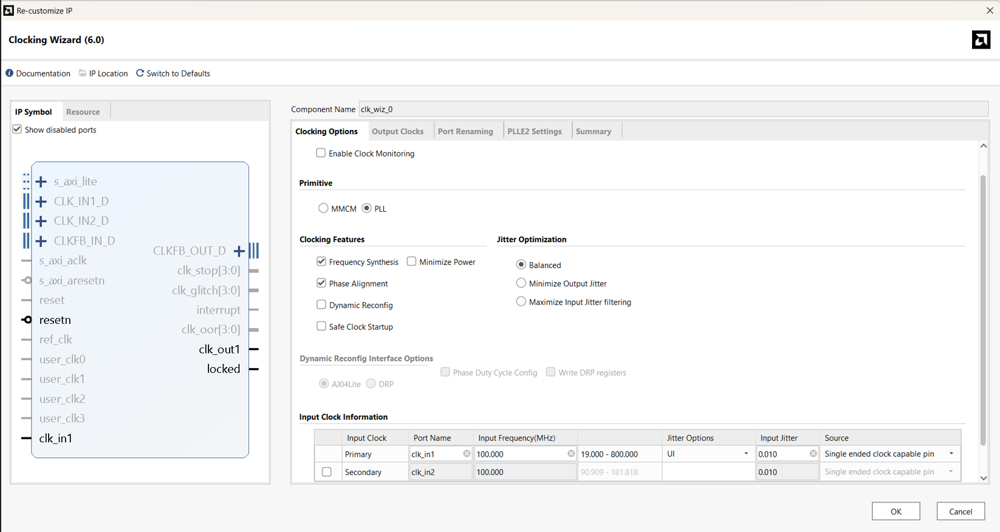 Re-customize IP
Clocking Wizard (6.0)
Documentation IP Location Switch to Defaults
IP Symbol Resource
Show disabled ports
s_axi_lite
CLK_IN1_D
CLK_IN2_D
CLKFB_IN_D
s_axi_aclk
s_axi_aresetn
reset
resetn
ref_clk
user_clk0
user_clk1
user_clk2
user_clk3
clk_in1
CLKFB_OUT_D
clk_stop[3:0]
clk_glitch[3:0]
interrupt
clk_oor[3:0]
clk_out1
locked
Component Name clk_wiz_0
Clocking Options Output Clocks Port Renaming PLLE2 Settings Summary
Enable Clock Monitoring
Primitive
MMCM PLL
Clocking Features
Frequency Synthesis Minimize Power
Phase Alignment
Dynamic Reconfig
Safe Clock Startup
Jitter Optimization
Balanced
Minimize Output Jitter
Maximize Input Jitter filtering
Dynamic Reconfig Interface Options
Phase Duty Cycle Config Write DRP registers
AXI4Lite DRP
Input Clock Information
Input Clock Port Name Input Frequency(MHz) Jitter Options Input Jitter Source
Primary clk_in1 100.000 19.000 - 800.000 UI 0.010 Single ended clock capable pin
Secondary clk_in2 100.000 90.909 - 181.818 0.010 Single ended clock capable pin
OK Cancel